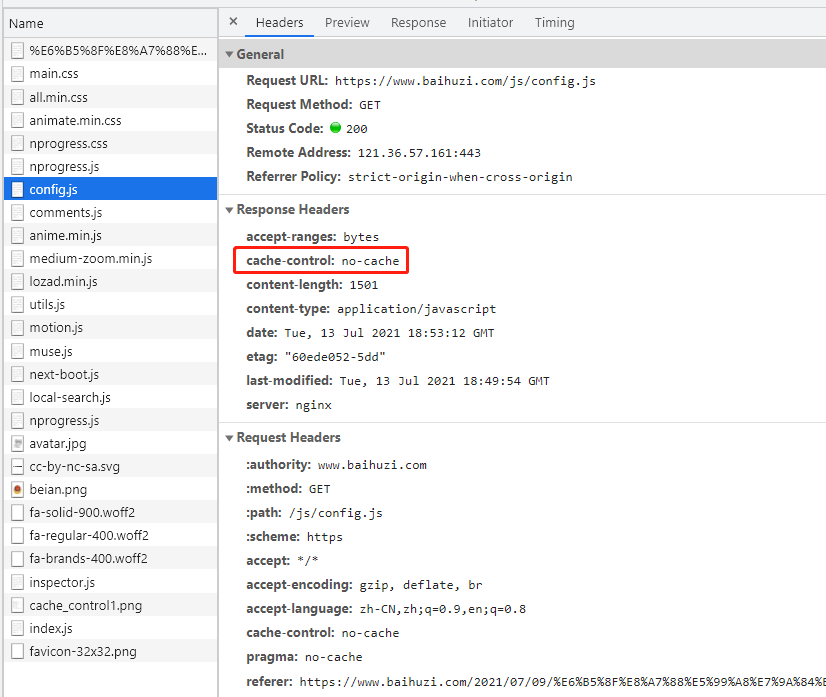 Name
%E6%B5%8F%E8%A7%88%E...
main.css
all.min.css
animate.min.css
nprogress.css
nprogress.js
config.js
comments.js
anime.min.js
medium-zoom.min.js
lozad.min.js
utils.js
motion.js
muse.js
next-boot.js
local-search.js
nprogress.js
avatar.jpg
cc-by-nc-sa.svg
beian.png
fa-solid-900.woff2
fa-regular-400.woff2
fa-brands-400.woff2
inspector.js
cache_control1.png
index.js
favicon-32x32.png
× Headers Preview Response Initiator Timing
General
Request URL: https://www.baihuzi.com/js/config.js
Request Method: GET
Status Code: 200
Remote Address: 121.36.57.161:443
Referrer Policy: strict-origin-when-cross-origin
Response Headers
accept-ranges: bytes
cache-control: no-cache
content-length: 1501
content-type: application/javascript
date: Tue, 13 Jul 2021 18:53:12 GMT
etag: "60ede052-5dd"
last-modified: Tue, 13 Jul 2021 18:49:54 GMT
server: nginx
Request Headers
:authority: www.baihuzi.com
:method: GET
:path: /js/config.js
:scheme: https
accept: */*
accept-encoding: gzip, deflate, br
accept-language: zh-CN,zh;q=0.9,en;q=0.8
cache-control: no-cache
pragma: no-cache
referer: https://www.baihuzi.com/2021/07/09/%E6%B5%8F%E8%A7%88%E5%99%A8%E7%9A%84%E